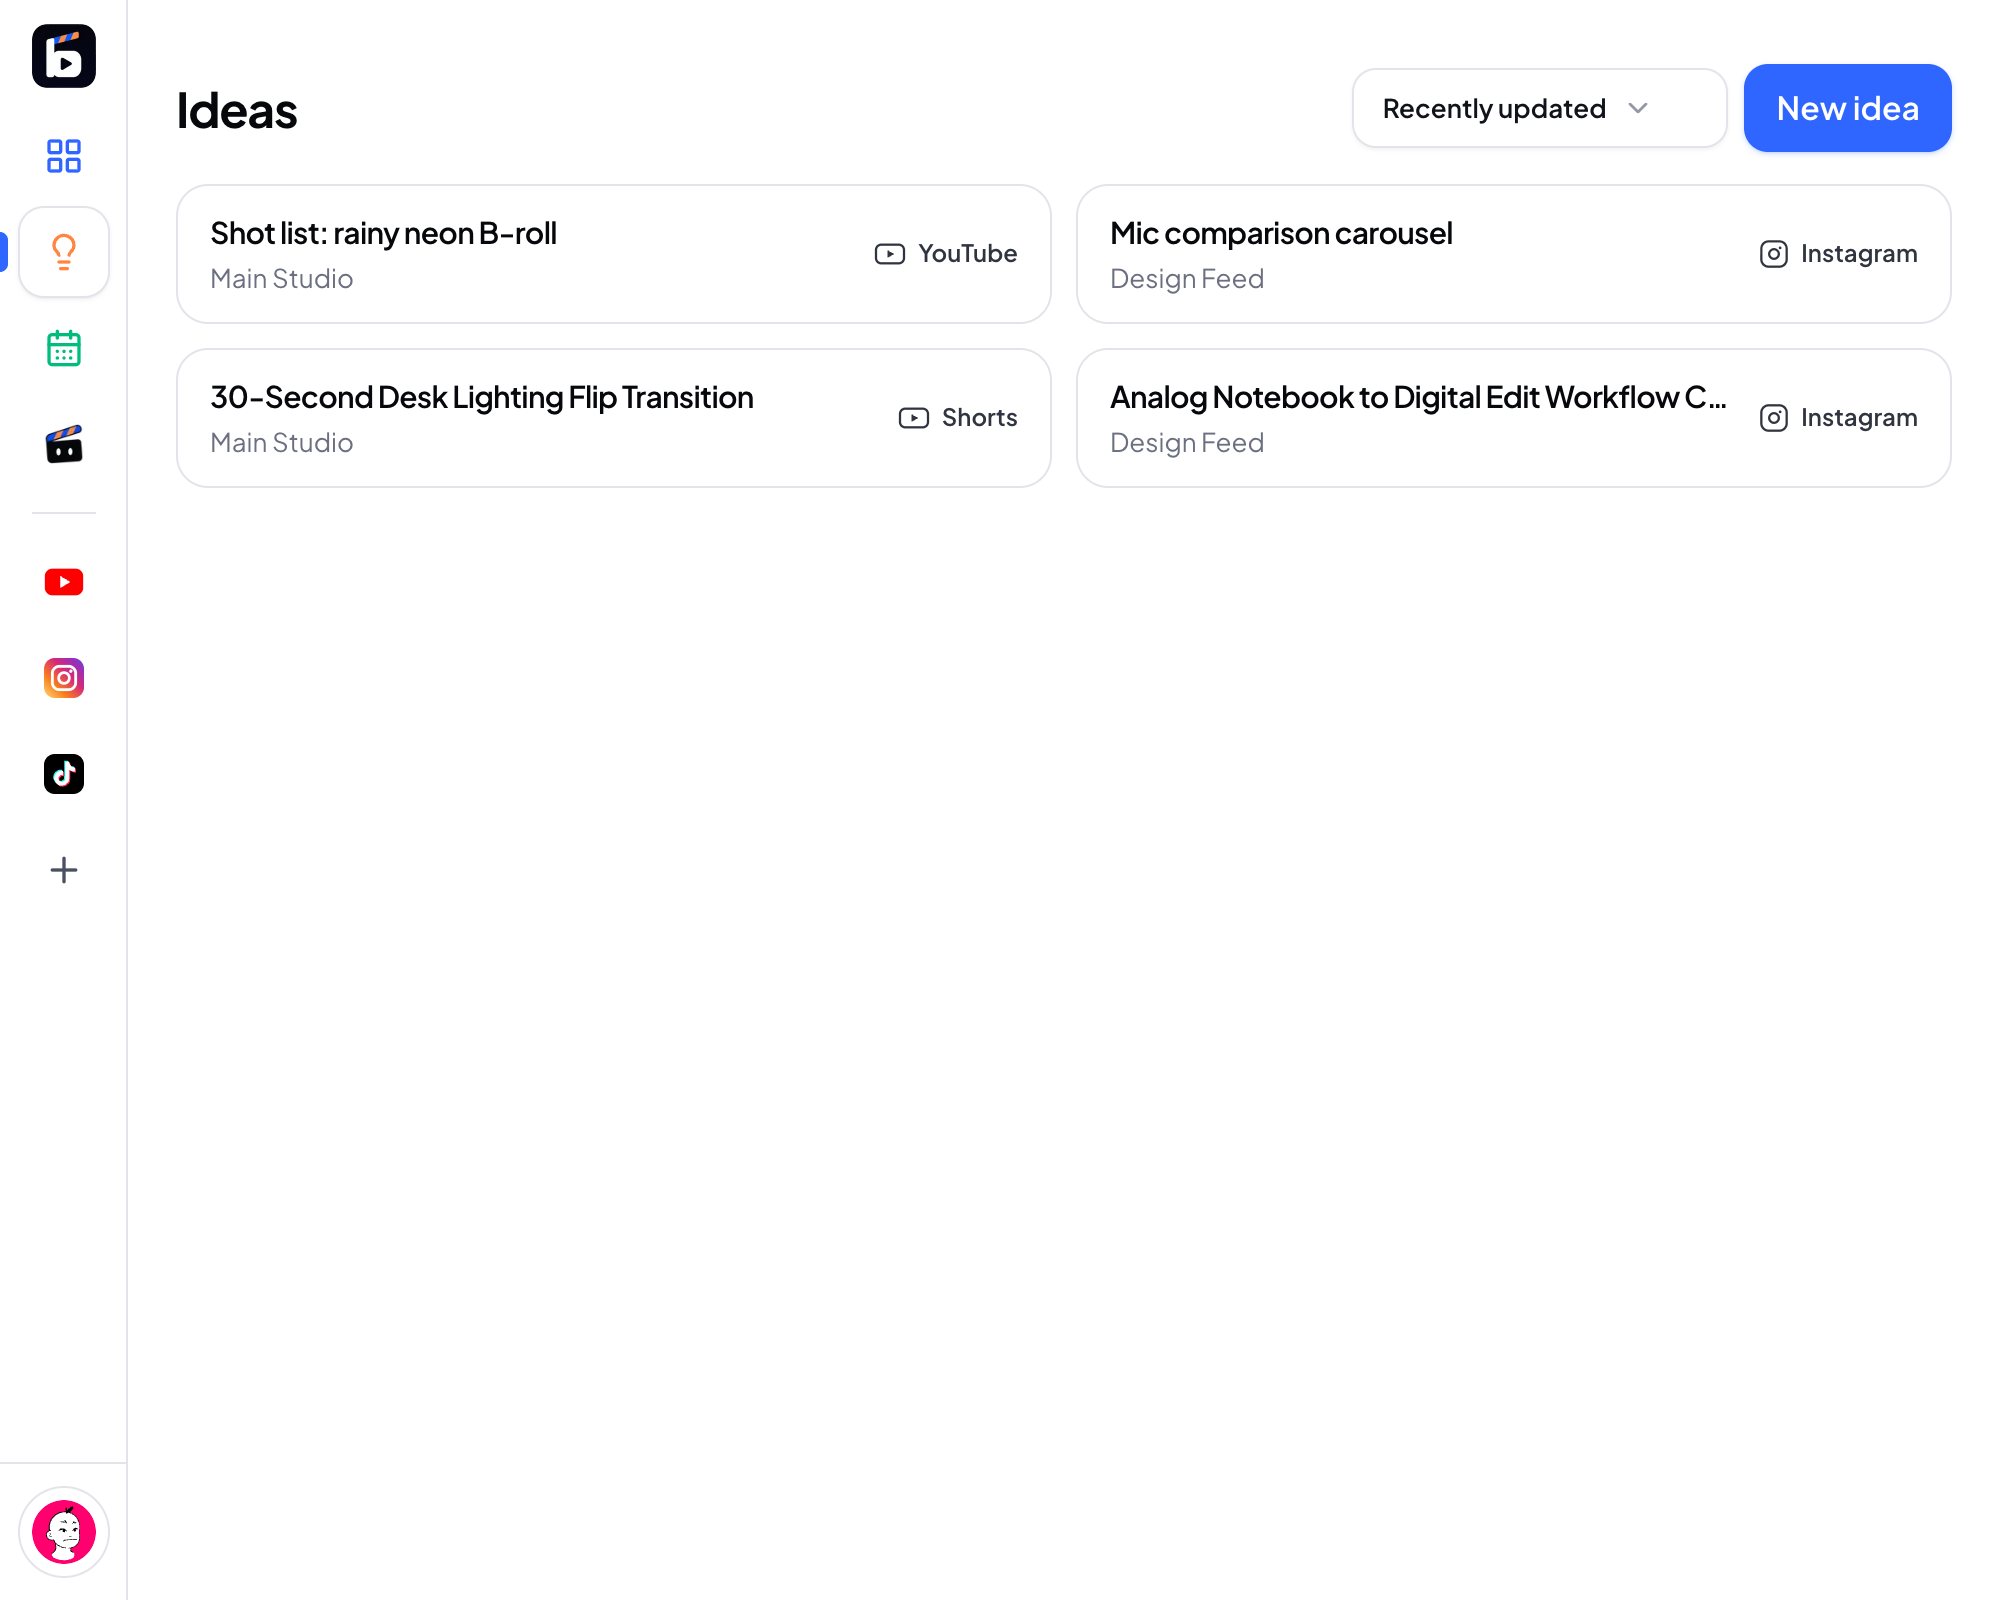 Ideas
Recently updated
New idea
Shot list: rainy neon B-roll
Main Studio
YouTube
Mic comparison carousel
Design Feed
Instagram
30-Second Desk Lighting Flip Transition
Main Studio
Shorts
Analog Notebook to Digital Edit Workflow C...
Design Feed
Instagram